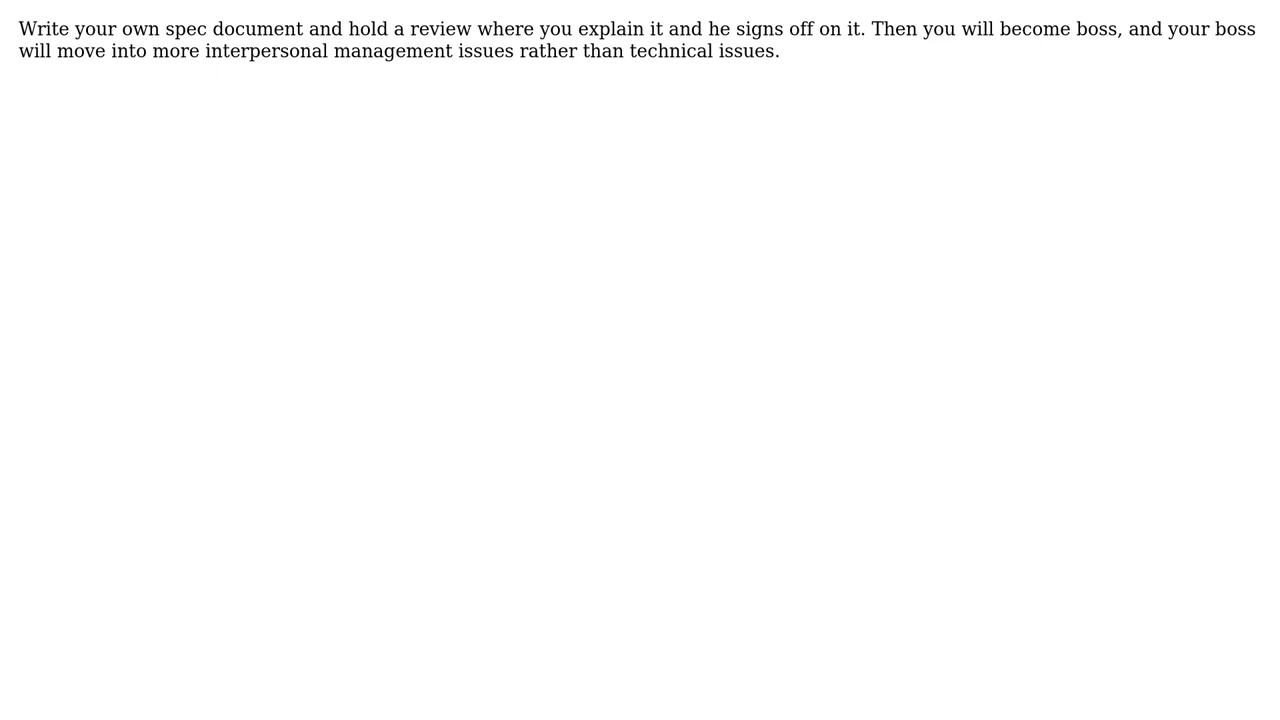 Write your own spec document and hold a review where you explain it and he signs off on it. Then you will become boss, and your boss
will move into more interpersonal management issues rather than technical issues.